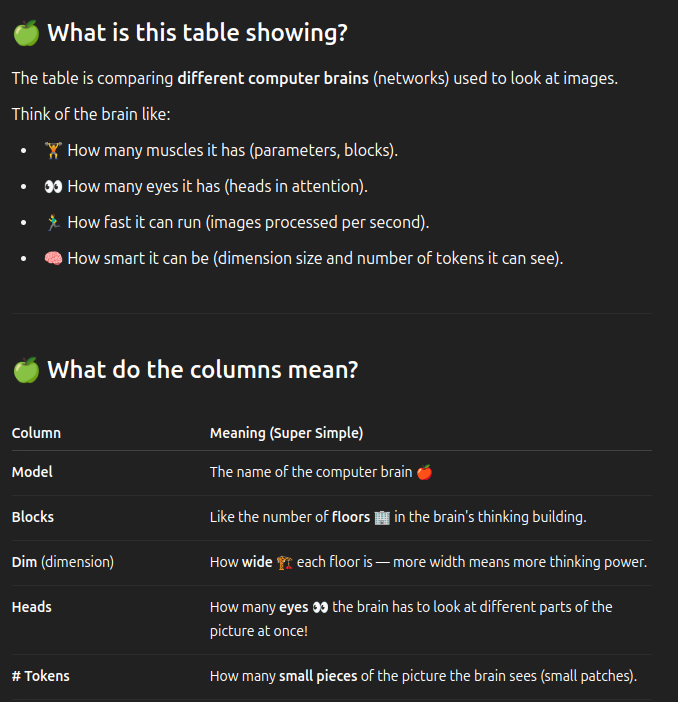 🍏 What is this table showing?
The table is comparing different computer brains (networks) used to look at images.
Think of the brain like:
• 🏋️ How many muscles it has (parameters, blocks).
• 👀 How many eyes it has (heads in attention).
• 🏃‍♂️ How fast it can run (images processed per second).
• 🧠 How smart it can be (dimension size and number of tokens it can see).
🍏 What do the columns mean?
Column Meaning (Super Simple)
Model The name of the computer brain 🍎
Blocks Like the number of floors 🏢 in the brain's thinking building.
Dim (dimension) How wide 🏗️ each floor is — more width means more thinking power.
Heads How many eyes 👀 the brain has to look at different parts of the
picture at once!
# Tokens How many small pieces of the picture the brain sees (small patches).